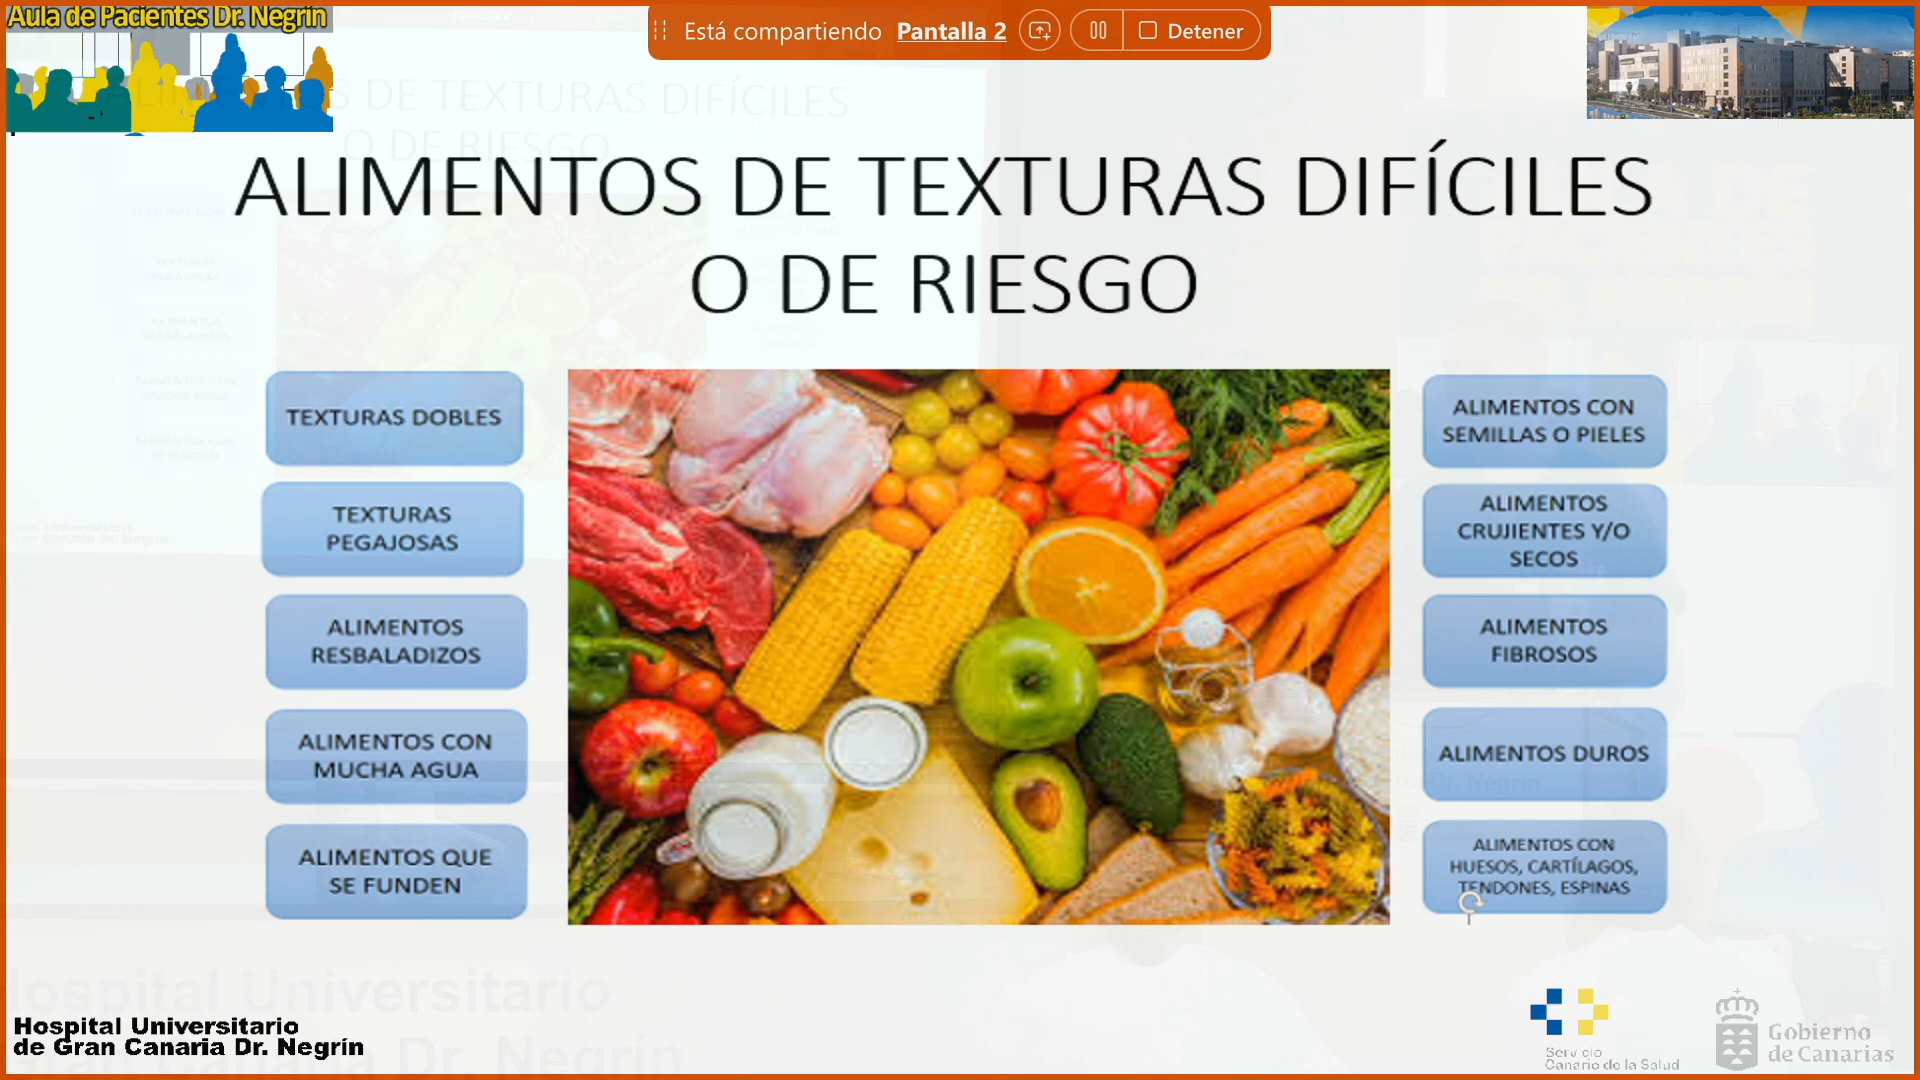 Aula de Pacientes Dr. Negrín
Está compartiendo Pantalla 2
Detener
ALIMENTOS DE TEXTURAS DIFÍCILES
O DE RIESGO
TEXTURAS DOBLES
TEXTURAS
PEGAJOSAS
ALIMENTOS
RESBALADIZOS
ALIMENTOS CON
MUCHA AGUA
ALIMENTOS QUE
SE FUNDEN
ALIMENTOS CON
SEMILLAS O PIELES
ALIMENTOS
CRUJIENTES Y/O
SECOS
ALIMENTOS
FIBROSOS
ALIMENTOS DUROS
ALIMENTOS CON
HUESOS, CARTÍLAGOS,
TENDONES, ESPINAS
Hospital Universitario
de Gran Canaria Dr. Negrín
Servicio
Canario de la Salud
Gobierno
de Canarias